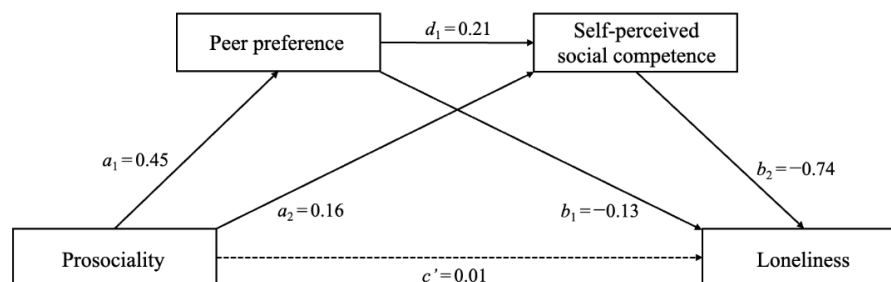 Peer preference
d₁=0.21
Self-perceived
social competence
a₁=0.45
b₂=−0.74
a₂=0.16
b₁=−0.13
Prosociality
Loneliness
c’=0.01